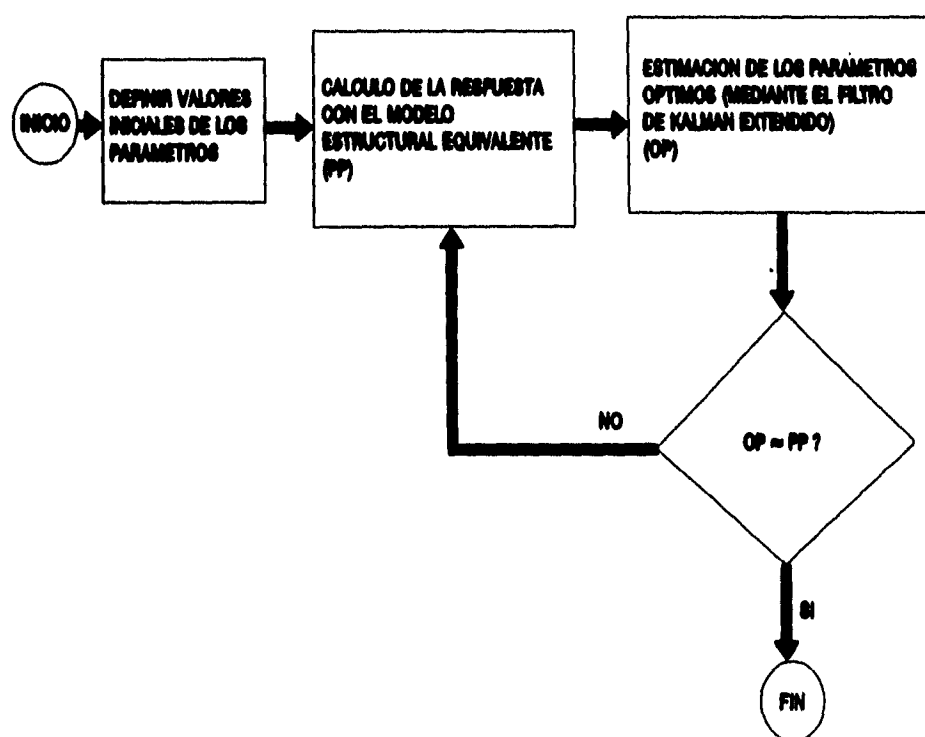 INICIO
DEFINIR VALORES
INICIALES DE LOS
PARAMETROS
CALCULO DE LA RESPUESTA
CON EL MODELO
ESTRUCTURAL EQUIVALENTE
(PP)
ESTIMACION DE LOS PARAMETROS
OPTIMOS (MEDIANTE EL FILTRO
DE KALMAN EXTENDIDO)
(OP)
NO
OP ≈ PP ?
SI
FIN